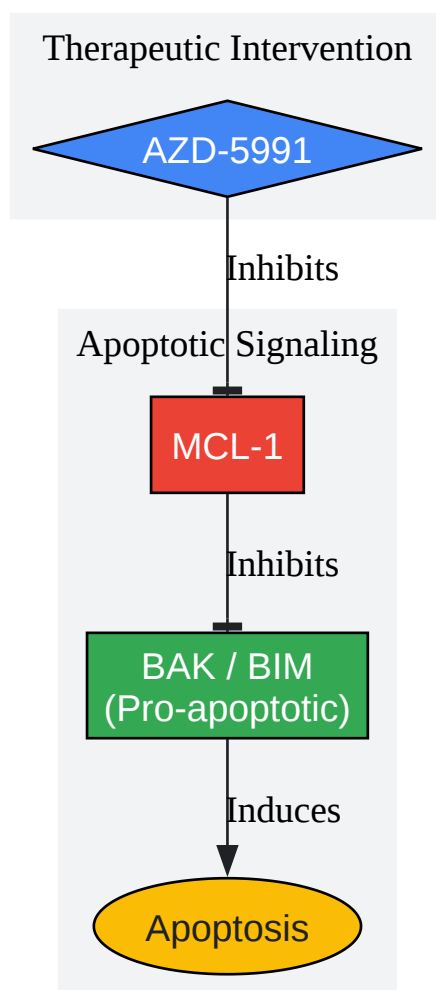 Therapeutic Intervention
AZD-5991
Inhibits
Apoptotic Signaling
MCL-1
Inhibits
BAK / BIM
(Pro-apoptotic)
Induces
Apoptosis